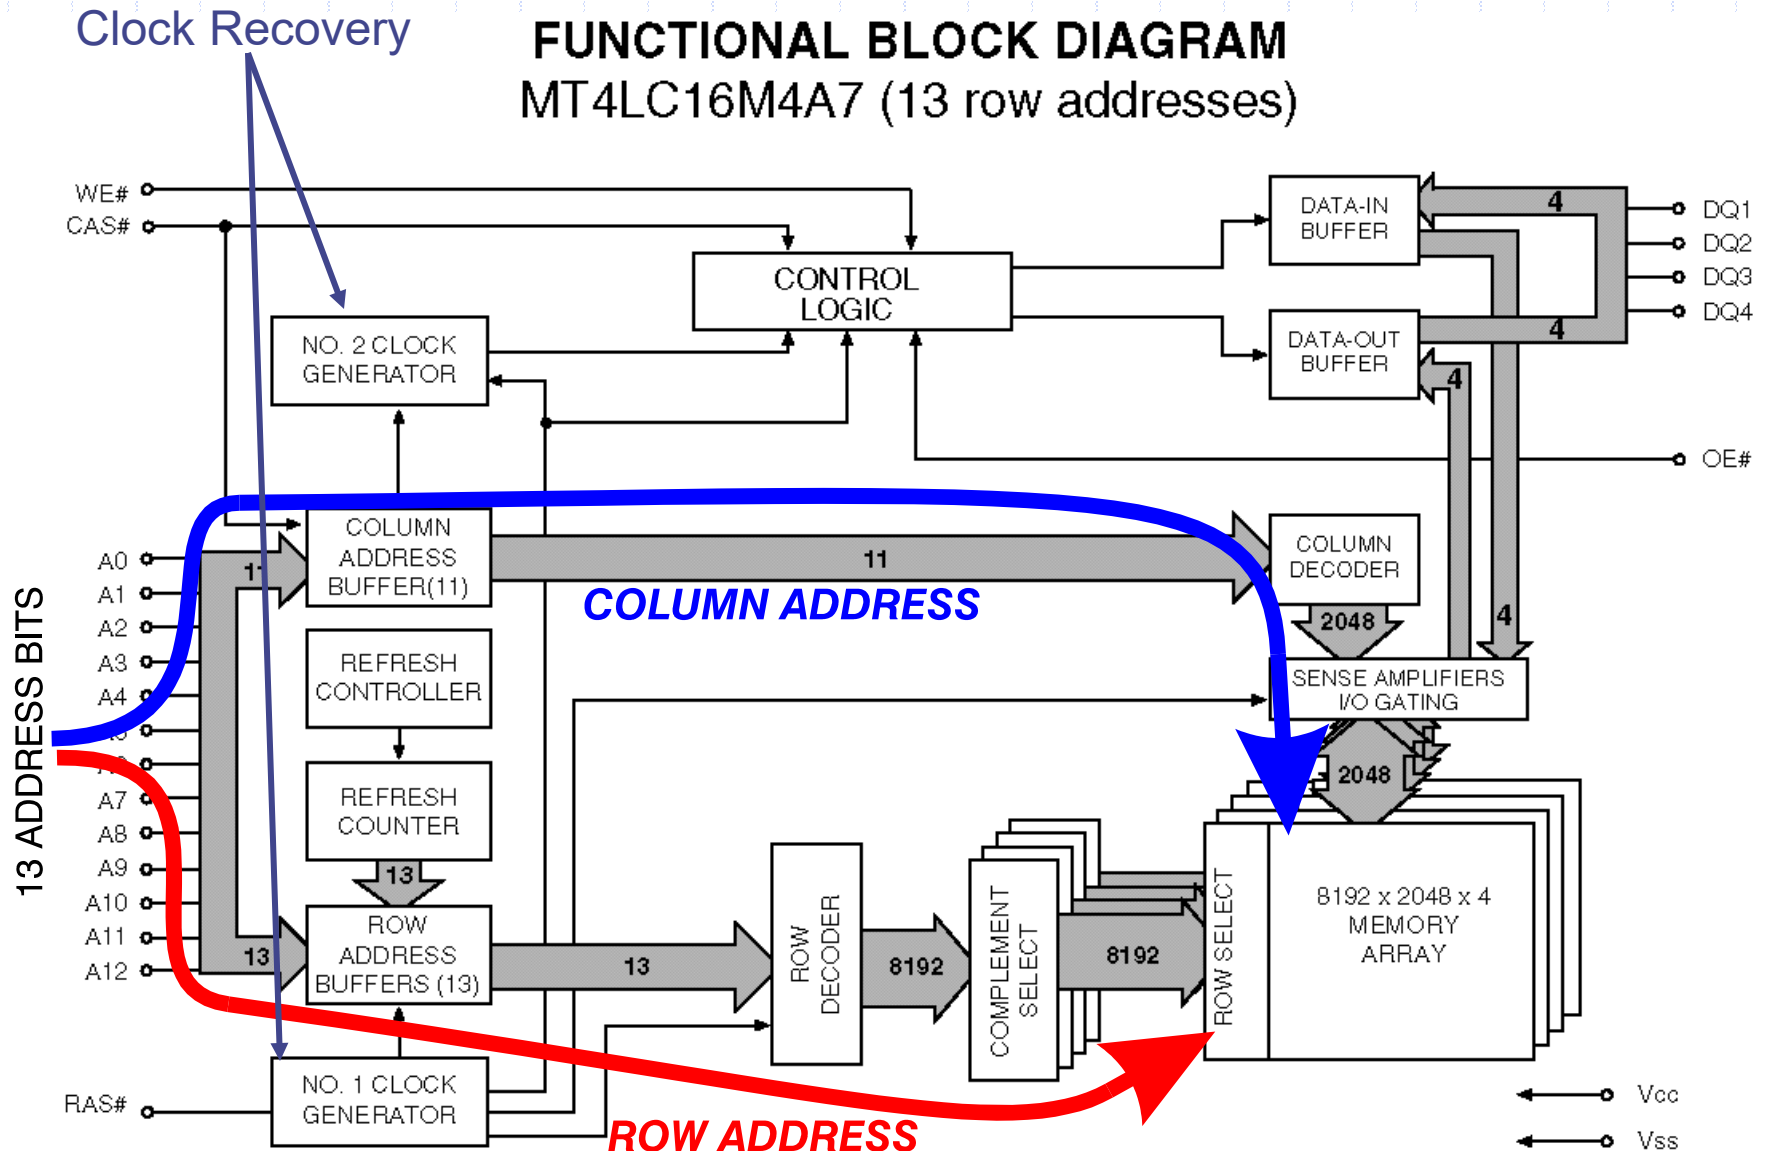 Clock Recovery
FUNCTIONAL BLOCK DIAGRAM
MT4LC16M4A7 (13 row addresses)
WE#
CAS#
CONTROL
LOGIC
DATA-IN
BUFFER
4
DQ1
DQ2
DQ3
DQ4
NO. 2 CLOCK
GENERATOR
DATA-OUT
BUFFER
4
4
OE#
13 ADDRESS BITS
A0
A1
A2
A3
A4
A7
A8
A9
A10
A11
A12
11
COLUMN
ADDRESS
BUFFER(11)
11
COLUMN ADDRESS
COLUMN
DECODER
2048
4
REFRESH
CONTROLLER
SENSE AMPLIFIERS
I/O GATING
2048
REFRESH
COUNTER
13
13
ROW
ADDRESS
BUFFERS (13)
13
ROW
DECODER
8192
COMPLEMENT
SELECT
8192
ROW SELECT
8192 x 2048 x 4
MEMORY
ARRAY
RAS#
NO. 1 CLOCK
GENERATOR
ROW ADDRESS
Vcc
Vss